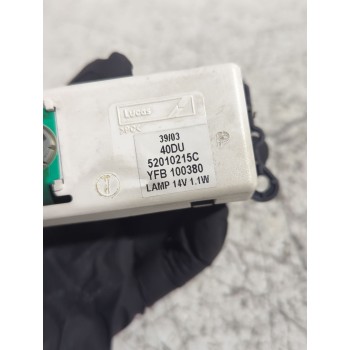 Lucas
39/03
40DU
52010215C
YFB 100380
LAMP 14V 1.1W